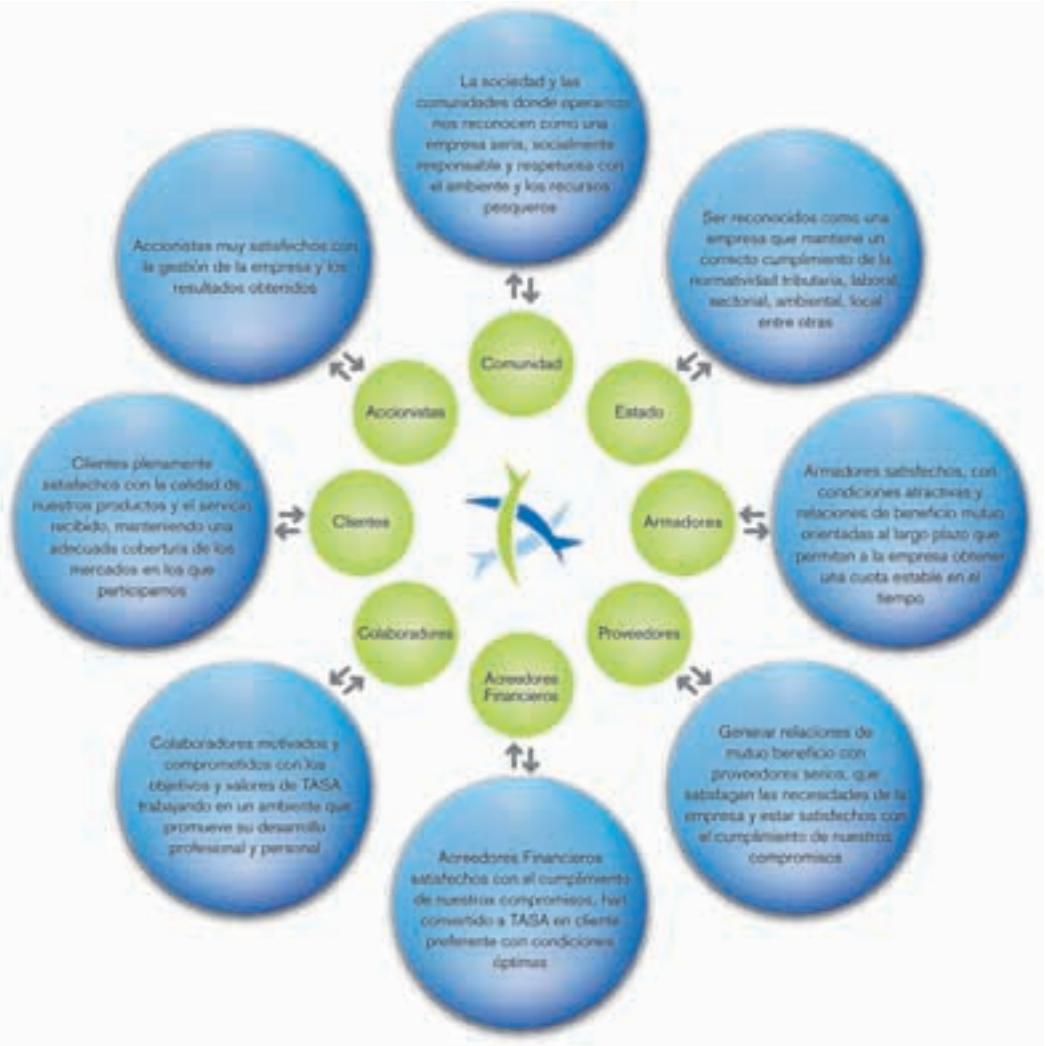 La sociedad y las
comunidades donde operamos
nos reconocen como una
empresa seria, socialmente
responsable y respetuosa con
el ambiente y los recursos
pesqueros
Ser reconocidos como una
empresa que mantiene un
correcto cumplimiento de la
normatividad tributaria, laboral,
sectorial, ambiental, local
entre otras
Armadores satisfechos, con
condiciones atractivas y
relaciones de beneficio mutuo
orientadas al largo plazo que
permitan a la empresa obtener
una cuota estable en el
tiempo
Generar relaciones de
mutuo beneficio con
proveedores serios, que
satisfagan las necesidades de la
empresa y estar satisfechos con
el cumplimiento de nuestros
compromisos
Acreedores Financieros
satisfechos con el cumplimiento
de nuestros compromisos, han
convertido a TASA en cliente
preferente con condiciones
óptimas
Colaboradores motivados y
comprometidos con los
objetivos y valores de TASA
trabajando en un ambiente que
promueve su desarrollo
profesional y personal
Clientes plenamente
satisfechos con la calidad de
nuestros productos y el servicio
recibido, manteniendo una
adecuada cobertura de los
mercados en los que
participamos
Accionistas muy satisfechos con
la gestión de la empresa y los
resultados obtenidos
Comunidad
Estado
Armadores
Proveedores
Acreedores
Financieros
Colaboradores
Clientes
Accionistas